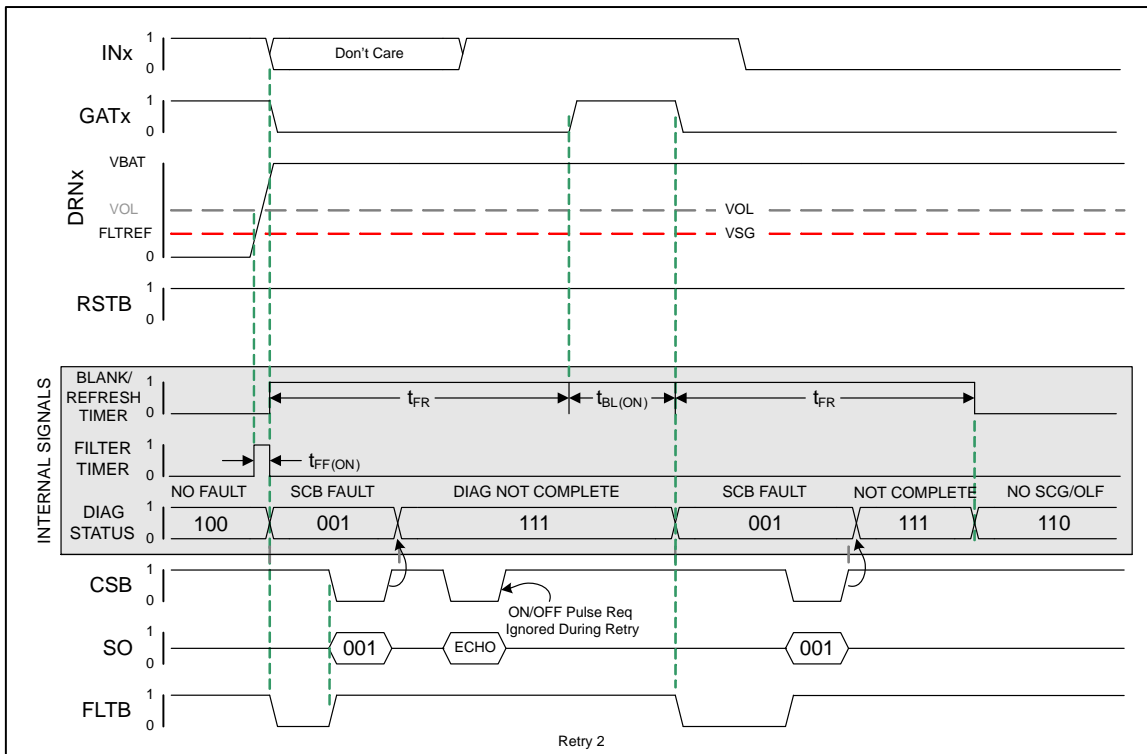 INx
1
0
Don't Care
GATx
1
0
DRNx
VBAT
VOL
FLTREF
0
VOL
VSG
RSTB
1
0
INTERNAL SIGNALS
BLANK/
REFRESH
TIMER
1
0
tFR
tBL(ON)
tFR
FILTER
TIMER
1
0
tFF(ON)
NO FAULT
SCB FAULT
DIAG NOT COMPLETE
SCB FAULT
NOT COMPLETE
NO SCG/OLF
DIAG
STATUS
1
0
100
001
111
001
111
110
CSB
1
0
ON/OFF Pulse Req
Ignored During Retry
SO
1
0
001
ECHO
001
FLTB
1
0
Retry 2